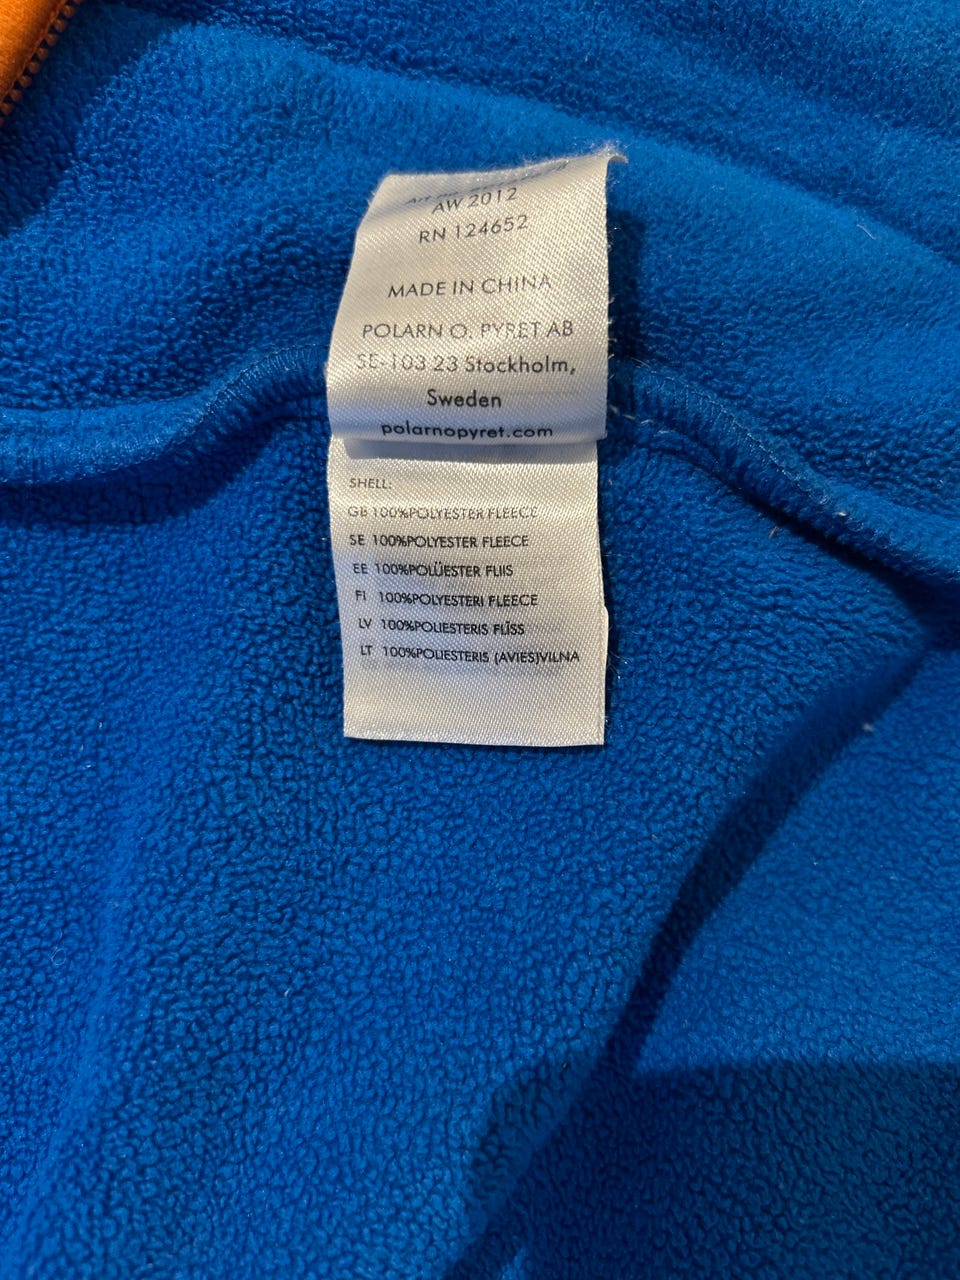 Art no.
AW 2012
RN 124652
MADE IN CHINA
POLARN O. PYRET AB
SE-103 23 Stockholm,
Sweden
polarnopyret.com
SHELL:
GB 100%POLYESTER FLEECE
SE 100%POLYESTER FLEECE
EE 100%POLÜESTER FLIIS
FI 100%POLYESTERI FLEECE
LV 100%POLIESTERIS FLĪSS
LT 100%POLIESTERIS (AVIES)VILNA